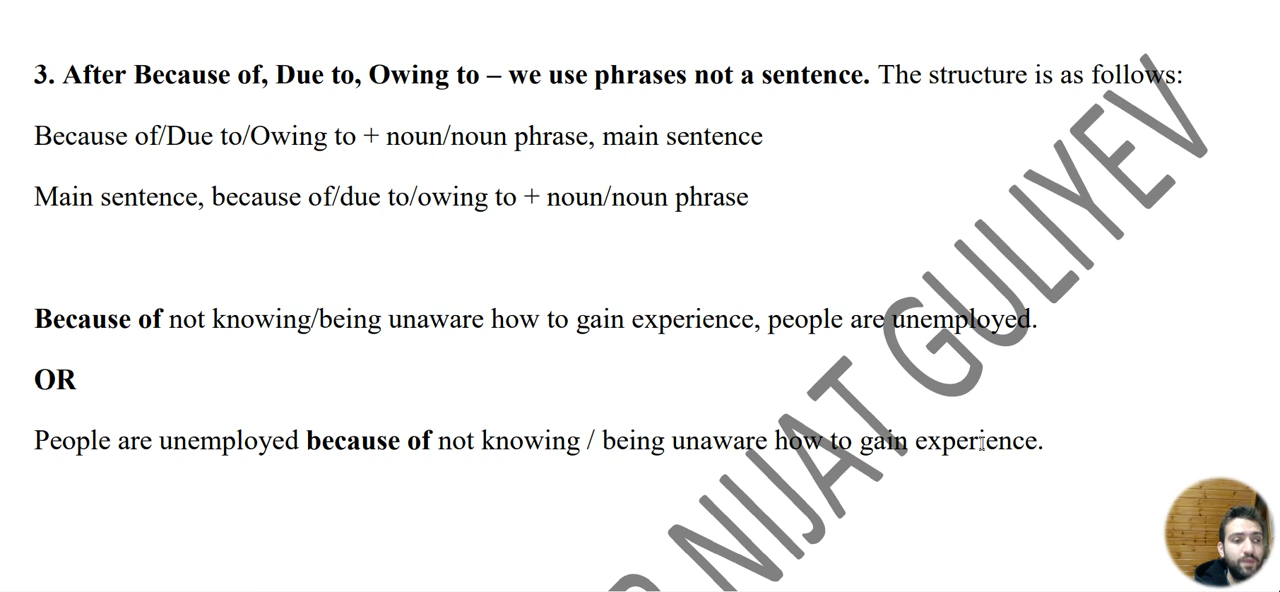 3. After Because of, Due to, Owing to – we use phrases not a sentence. The structure is as follows:
Because of/Due to/Owing to + noun/noun phrase, main sentence
Main sentence, because of/due to/owing to + noun/noun phrase
Because of not knowing/being unaware how to gain experience, people are unemployed.
OR
People are unemployed because of not knowing / being unaware how to gain experience.
NIJAT GULIYEV